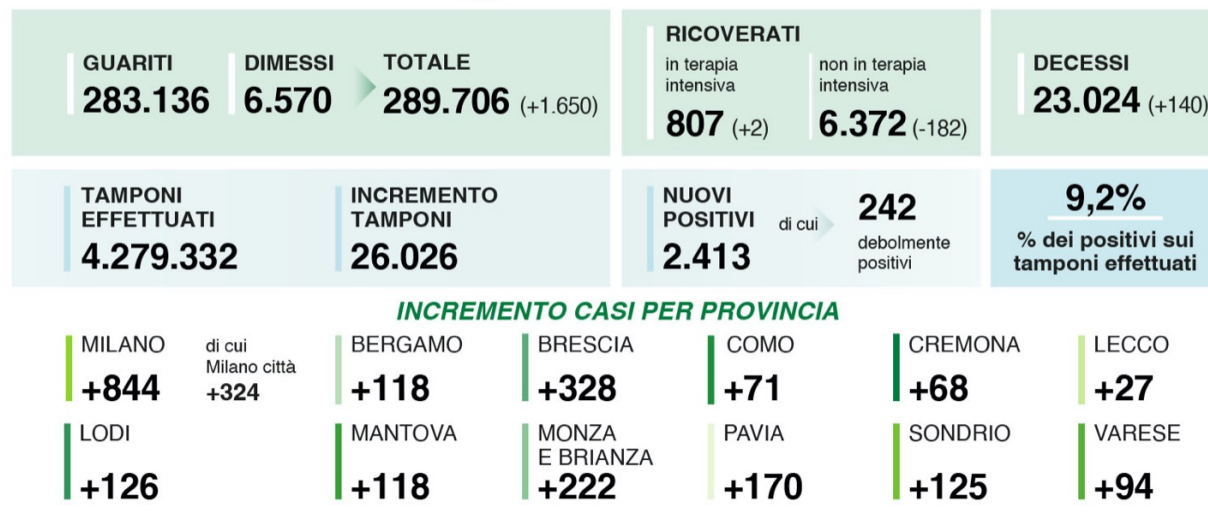 GUARITI
283.136
DIMESSI
6.570
TOTALE
289.706 (+1.650)
RICOVERATI
in terapia
intensiva
807 (+2)
non in terapia
intensiva
6.372 (-182)
DECESSI
23.024 (+140)
TAMPONI
EFFETTUATI
4.279.332
INCREMENTO
TAMPONI
26.026
NUOVI
POSITIVI
2.413
di cui
242
debolmente
positivi
9,2%
% dei positivi sui
tamponi effettuati
INCREMENTO CASI PER PROVINCIA
MILANO
+844
di cui
Milano città
+324
BERGAMO
+118
BRESCIA
+328
COMO
+71
CREMONA
+68
LECCO
+27
LODI
+126
MANTOVA
+118
MONZA
E BRIANZA
+222
PAVIA
+170
SONDRIO
+125
VARESE
+94